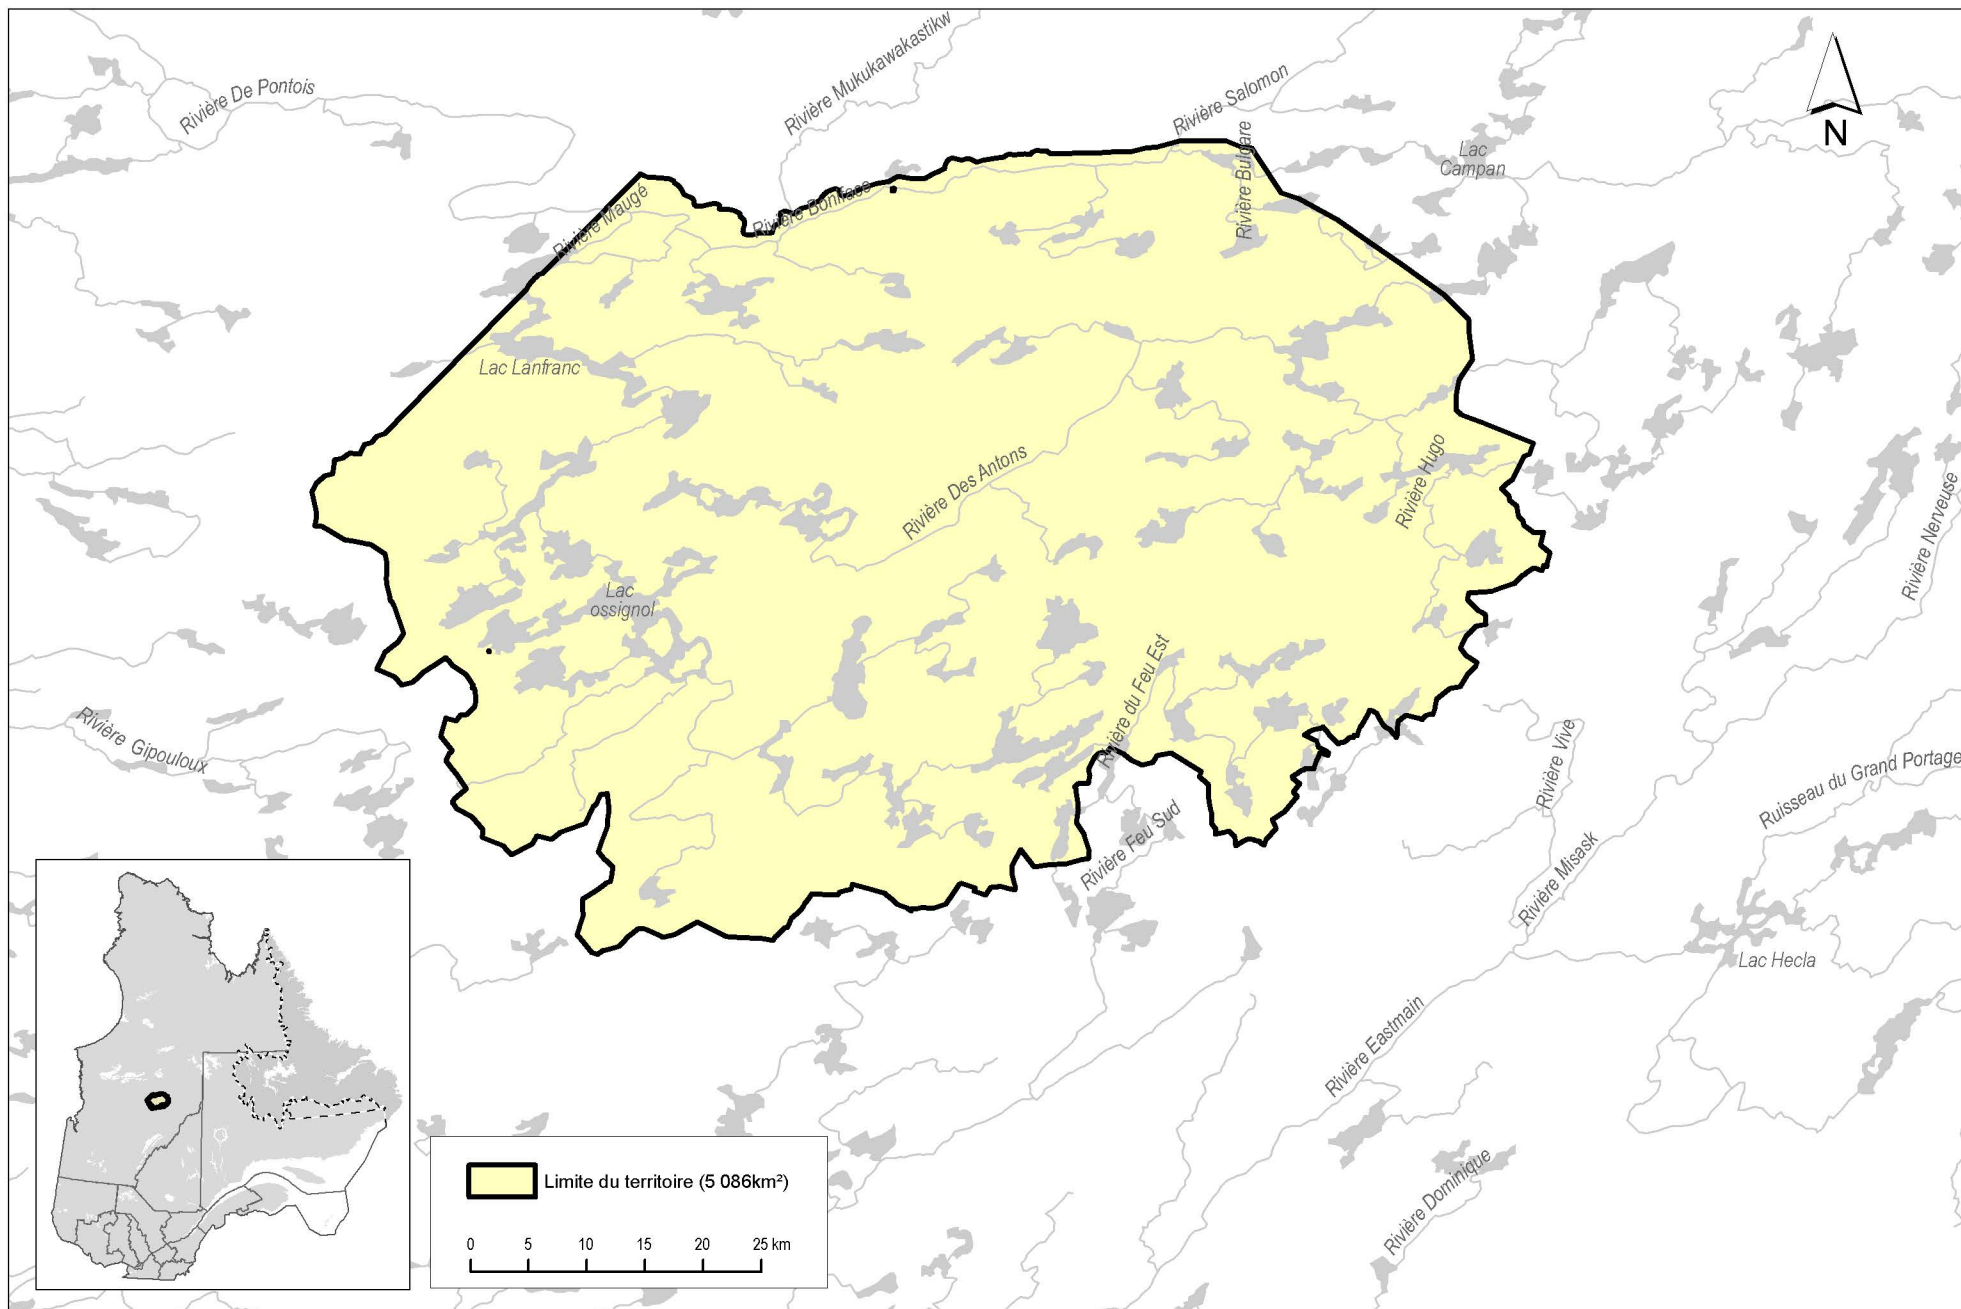 Rivière De Pontois
Rivière Mukukawakastikw
Rivière Salomon
Rivière Bulgare
Lac
Campan
N
Rivière Maugé
Rivière Boniface
Lac Lanfranc
Rivière Des Antons
Rivière Hugo
Rivière Nerveuse
Lac
ossignol
Rivière du Feu Est
Rivière Gipouloux
Rivière Vive
Ruisseau du Grand Portage
Rivière Feu Sud
Rivière Misask
Lac Hecla
Rivière Eastmain
Rivière Dominique
Limite du territoire (5 086km²)
0 5 10 15 20 25 km